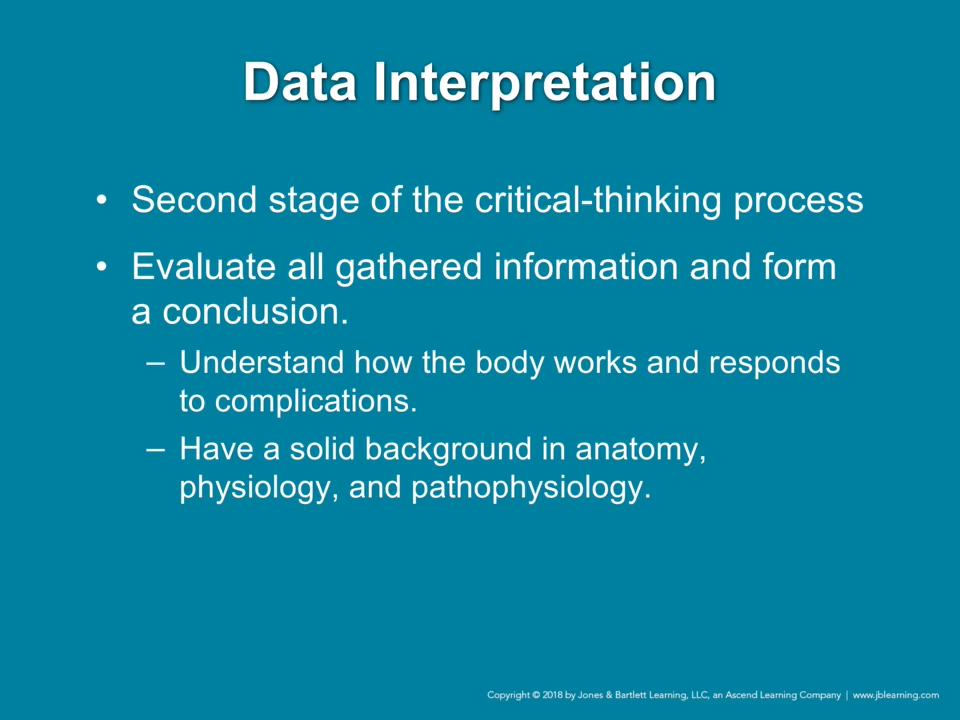 Data Interpretation
• Second stage of the critical-thinking process
• Evaluate all gathered information and form
a conclusion.
– Understand how the body works and responds
to complications.
– Have a solid background in anatomy,
physiology, and pathophysiology.
Copyright © 2018 by Jones & Bartlett Learning, LLC, an Ascend Learning Company | www.jblearning.com